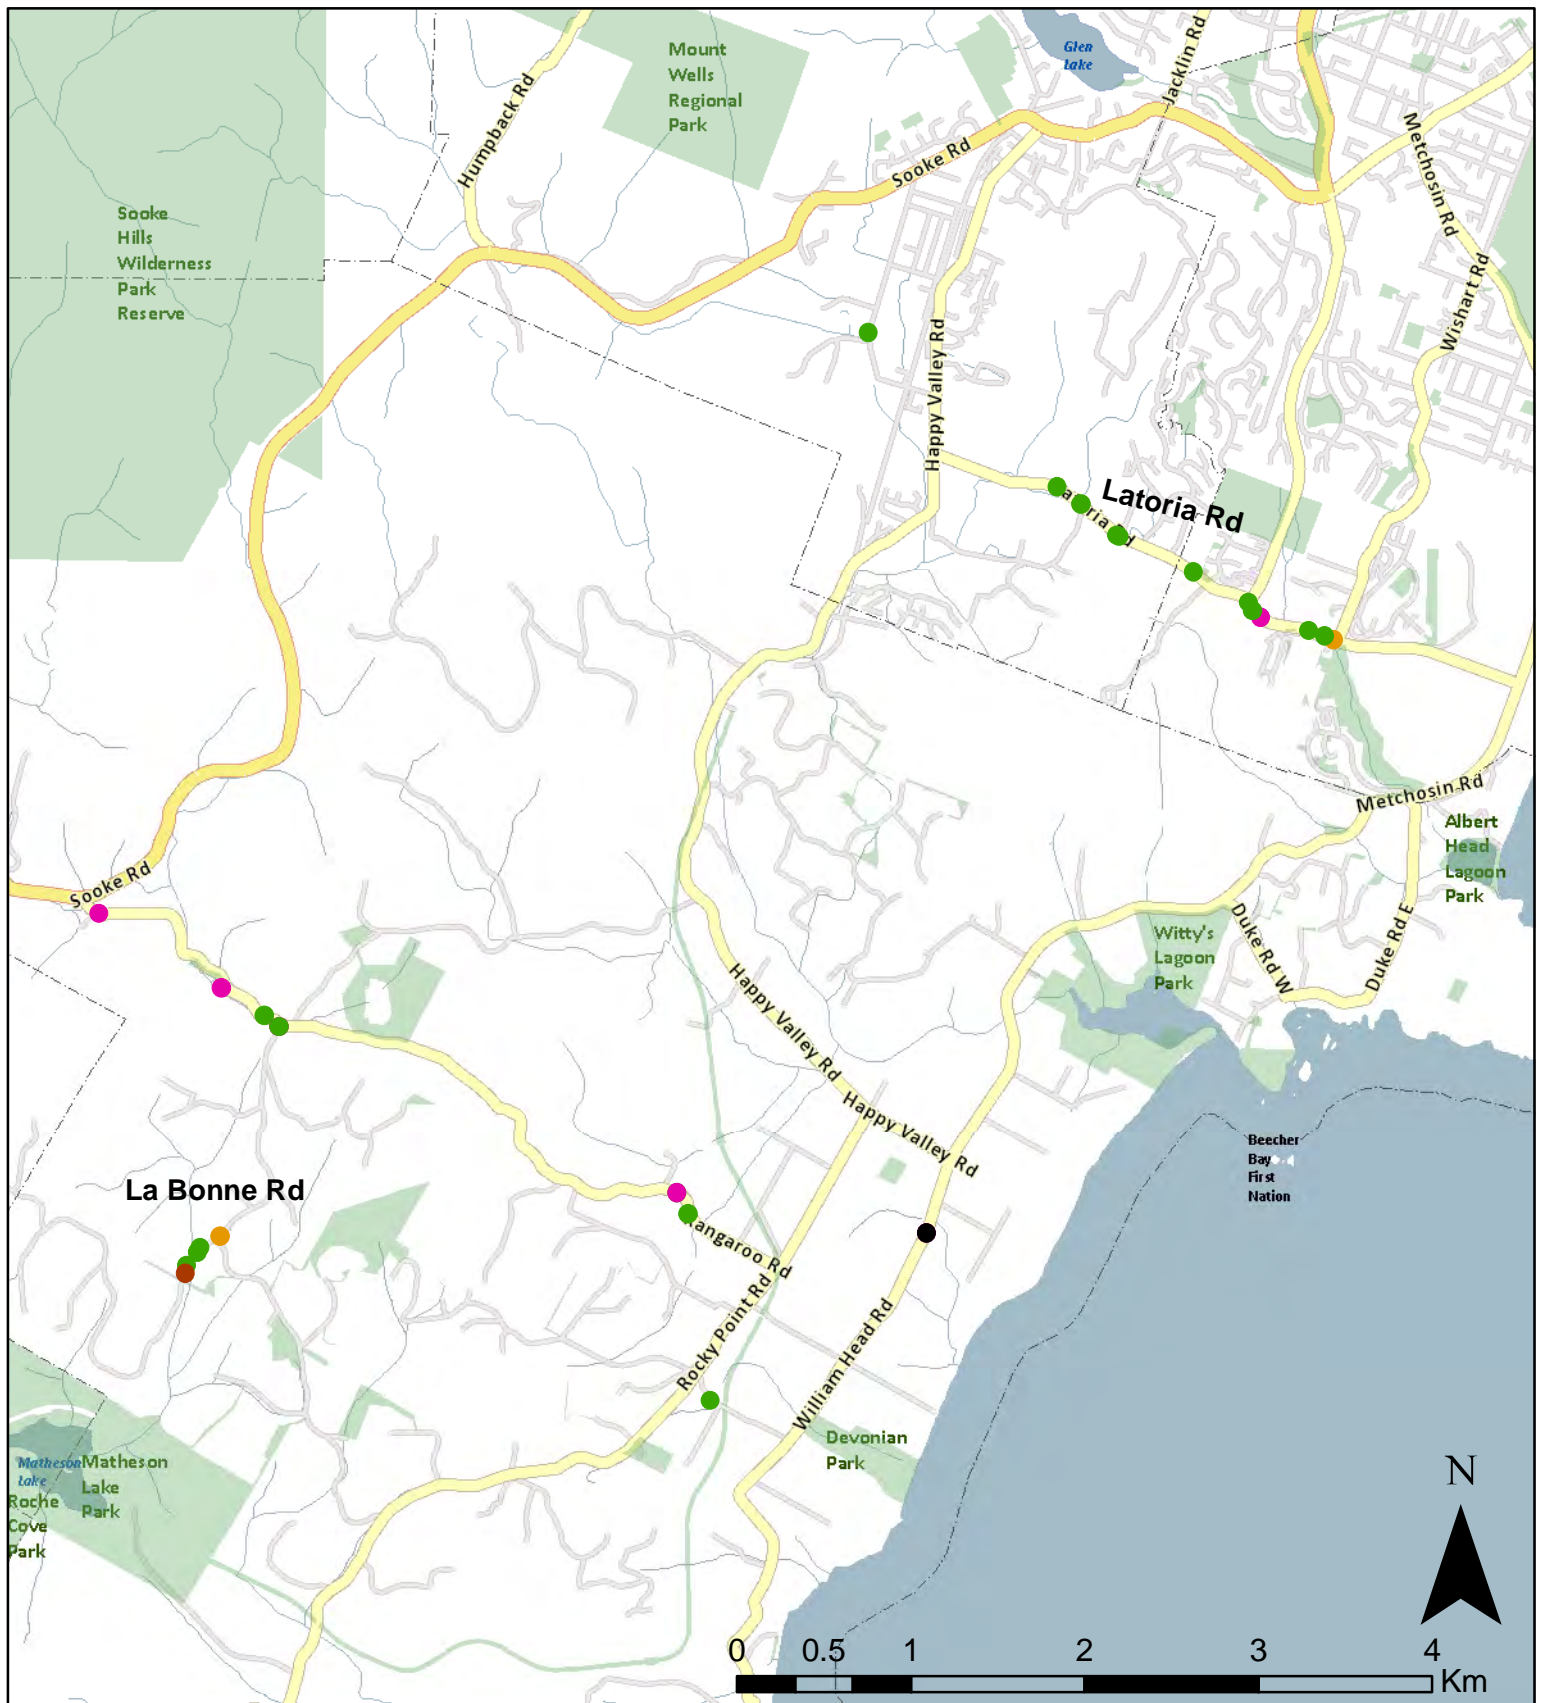 Glen
Lake
Jacklin Rd
Mount
Wells
Regional
Park
Humpback Rd
Sooke Rd
Metchosin Rd
Sooke
Hills
Wilderness
Park
Reserve
Wishart Rd
Happy Valley Rd
Latoria Rd
Metchosin Rd
Albert
Head
Lagoon
Park
Sooke Rd
Duke Rd W
Duke Rd E
Witty's
Lagoon
Park
Happy Valley Rd
Happy Valley Rd
Beecher
Bay
First
Nation
La Bonne Rd
Kangaroo Rd
Rocky Point Rd
William Head Rd
Devonian
Park
Matheson
Lake
Matheson
Lake
Park
Roche
Cove
Park
N
0 0.5 1 2 3 4
Km